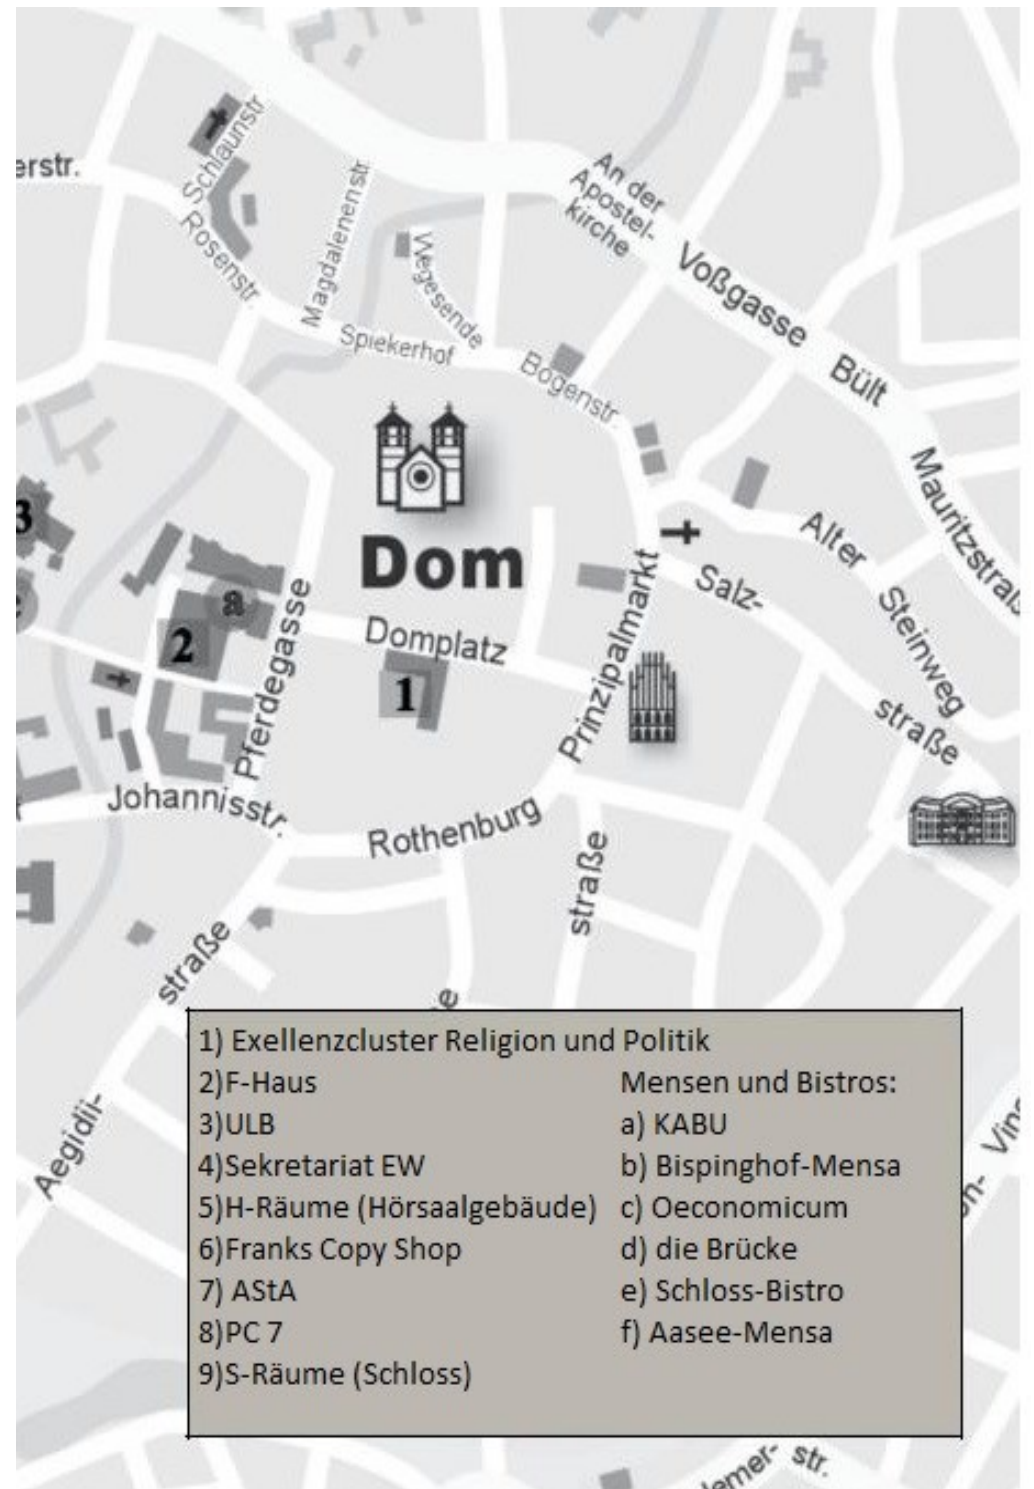 erstr.
Schlaunstr
Rosenstr.
Magdalenenstr
Wegesende
Spiekerhof
Bogenstr.
An der
Apostel-
kirche
Voßgasse
Bült
Mauritzstraß
Alter
Steinweg
Salz-
straße
Dom
Domplatz
Prinzipalmarkt
Pferdegasse
3
a
2
1
Johannisstr.
Rothenburg
straße
straße
Aegidii-
1) Exellenzcluster Religion und Politik
2)F-Haus
3)ULB
4)Sekretariat EW
5)H-Räume (Hörsaalgebäude)
6)Franks Copy Shop
7) AStA
8)PC 7
9)S-Räume (Schloss)
Mensen und Bistros:
a) KABU
b) Bispinghof-Mensa
c) Oeconomicum
d) die Brücke
e) Schloss-Bistro
f) Aasee-Mensa
str.